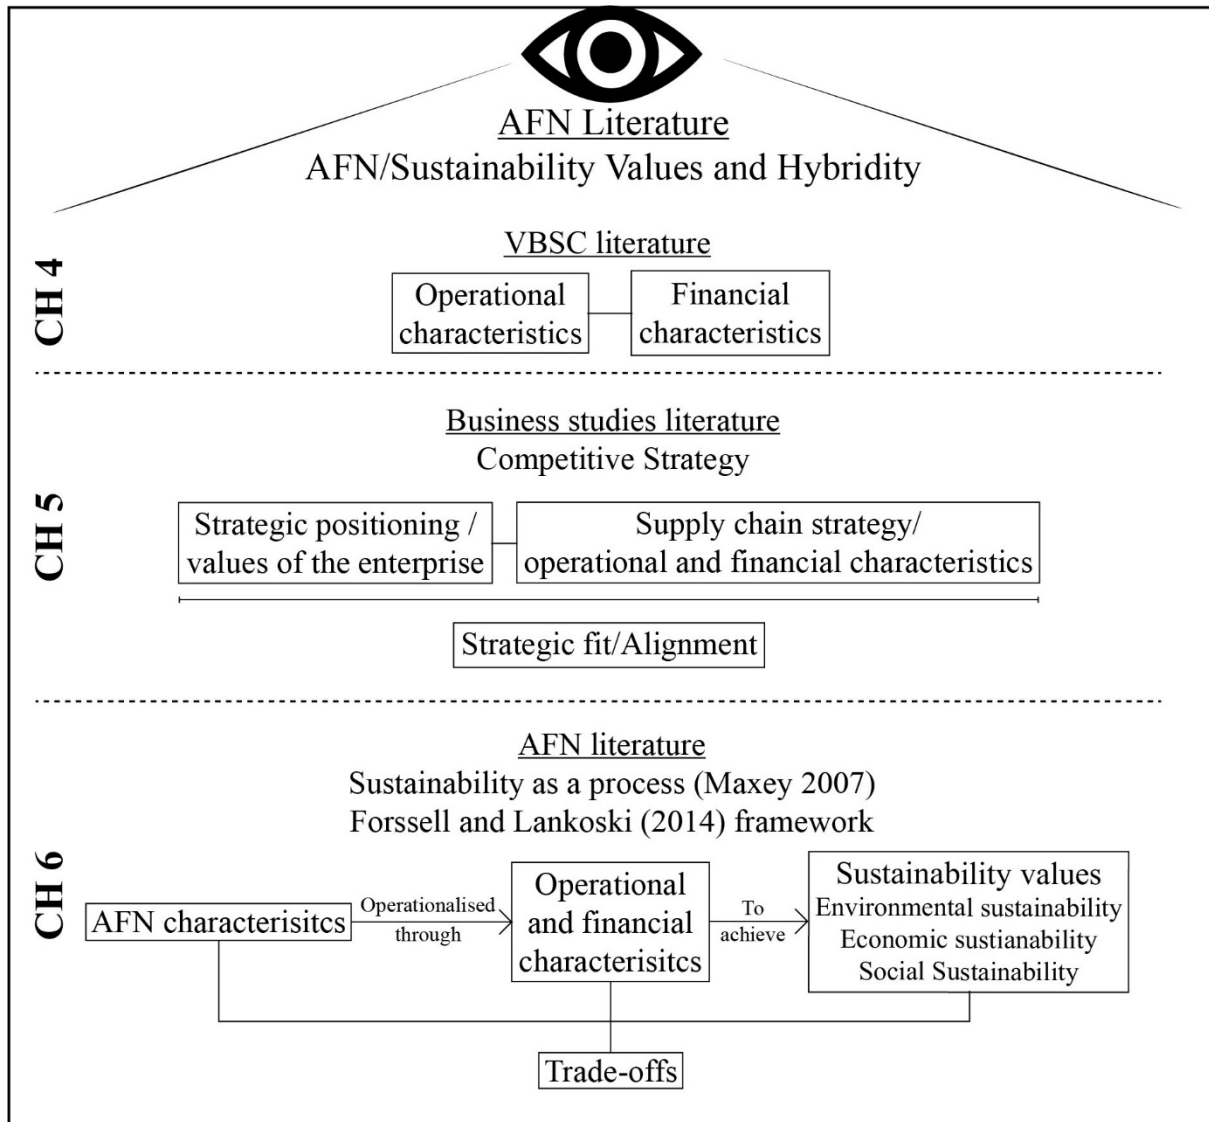 AFN Literature
AFN/Sustainability Values and Hybridity
CH 4
VBSC literature
Operational
characteristics
Financial
characteristics
CH 5
Business studies literature
Competitive Strategy
Strategic positioning /
values of the enterprise
Supply chain strategy/
operational and financial characteristics
Strategic fit/Alignment
CH 6
AFN literature
Sustainability as a process (Maxey 2007)
Forssell and Lankoski (2014) framework
AFN characterisitcs
Operationalised
through
Operational
and financial
characterisitcs
To
achieve
Sustainability values
Environmental sustainability
Economic sustianability
Social Sustainability
Trade-offs